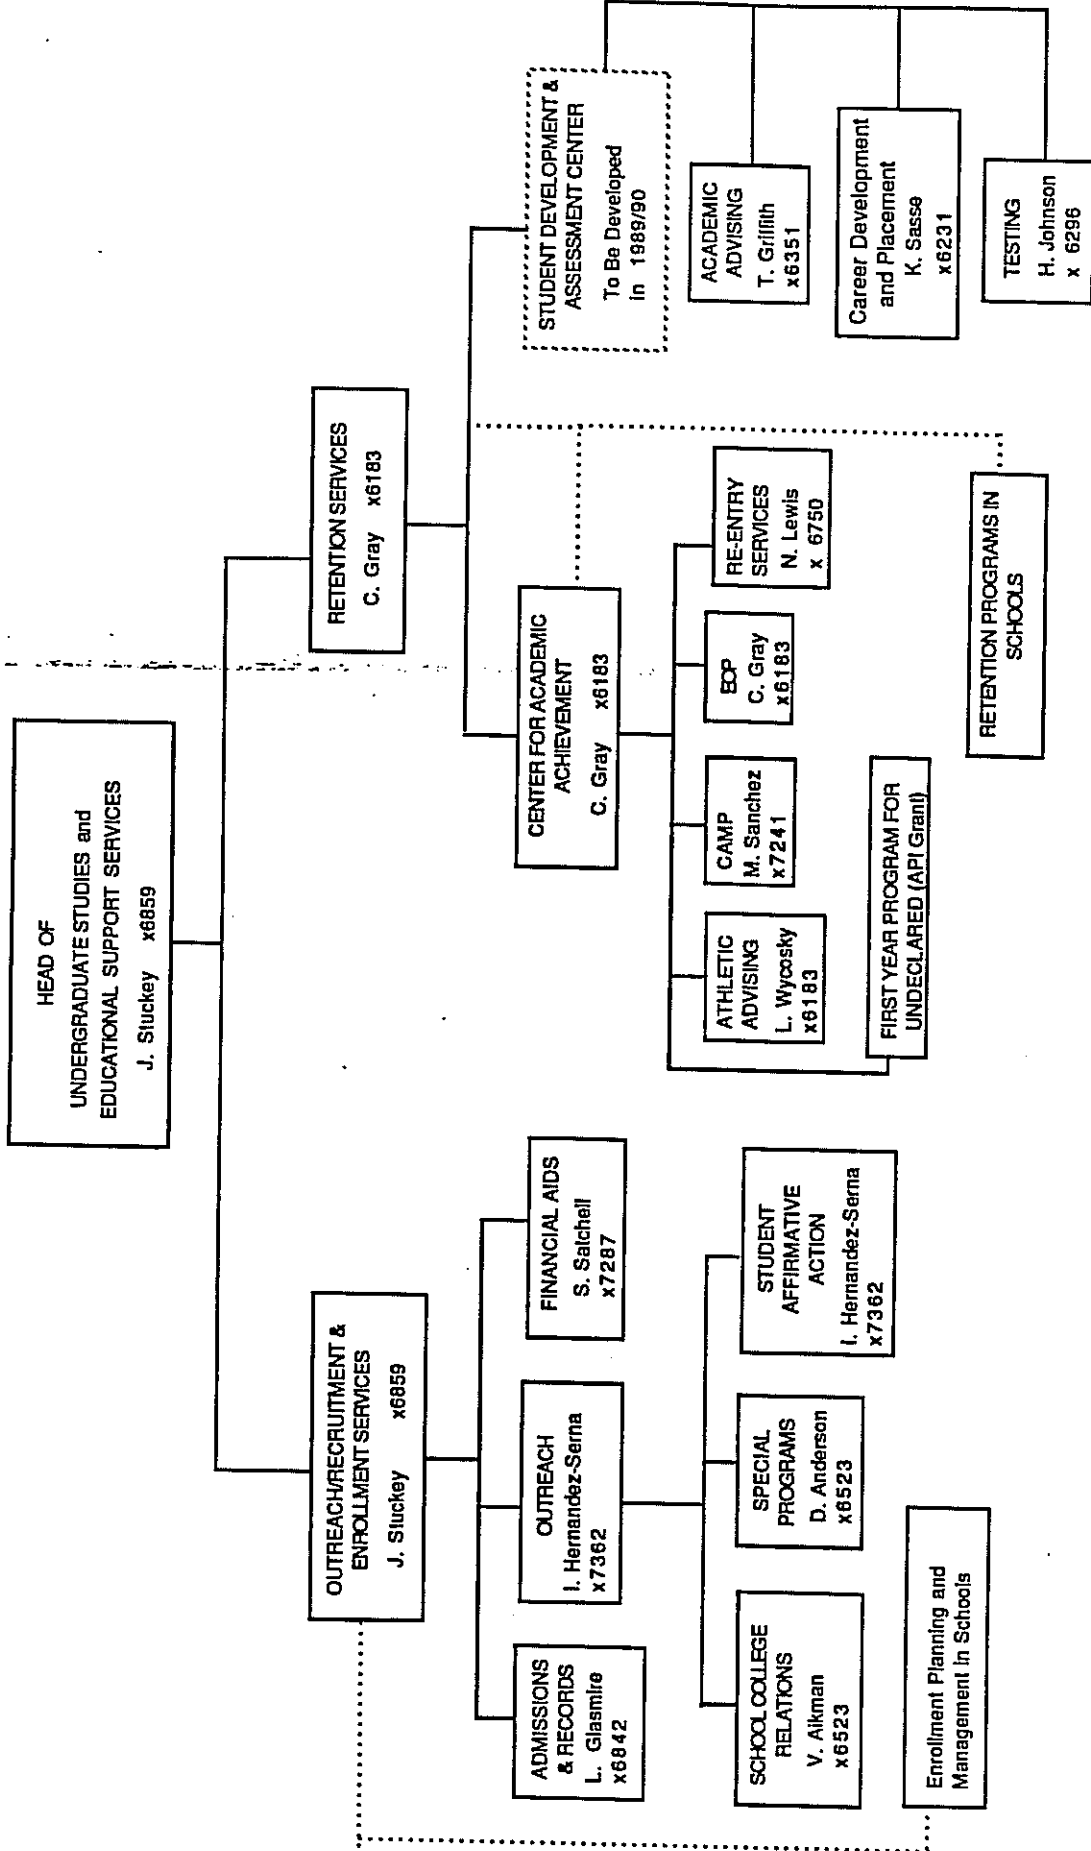 HEAD OF
UNDERGRADUATE STUDIES and
EDUCATIONAL SUPPORT SERVICES
J. Stuckey x6859
OUTREACH/RECRUITMENT &
ENROLLMENT SERVICES
J. Stuckey x6859
RETENTION SERVICES
C. Gray x6183
ADMISSIONS
& RECORDS
L. Glasmire
x6842
OUTREACH
I. Hernandez-Serna
x7362
FINANCIAL AIDS
S. Satchell
x7287
CENTER FOR ACADEMIC
ACHIEVEMENT
C. Gray x6183
STUDENT DEVELOPMENT &
ASSESSMENT CENTER
To Be Developed
in 1989/90
SCHOOL COLLEGE
RELATIONS
V. Aikman
x6523
SPECIAL
PROGRAMS
D. Anderson
x6523
STUDENT
AFFIRMATIVE
ACTION
I. Hernandez-Serna
x7362
ATHLETIC
ADVISING
L. Wycosky
x6183
CAMP
M. Sanchez
x7241
EOP
C. Gray
x6183
RE-ENTRY
SERVICES
N. Lewis
x 6750
ACADEMIC
ADVISING
T. Griffith
x6351
Career Development
and Placement
K. Sasse
x6231
TESTING
H. Johnson
x 6296
Enrollment Planning and
Management in Schools
FIRST YEAR PROGRAM FOR
UNDECLARED (API Grant)
RETENTION PROGRAMS IN
SCHOOLS